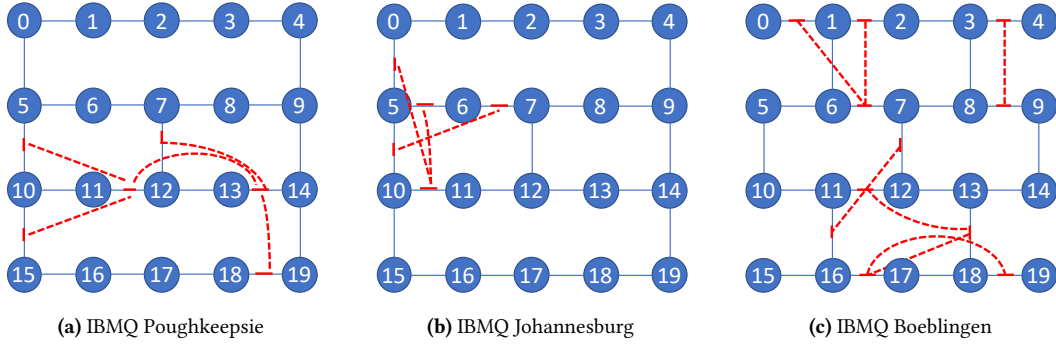 0 1 2 3 4 0 1 2 3 4 0 1 2 3 4
5 6 7 8 9 5 6 7 8 9 5 6 7 8 9
10 11 12 13 14 10 11 12 13 14 10 11 12 13 14
15 16 17 18 19 15 16 17 18 19 15 16 17 18 19
(a) IBMQ Poughkeepsie (b) IBMQ Johannesburg (c) IBMQ Boeblingen